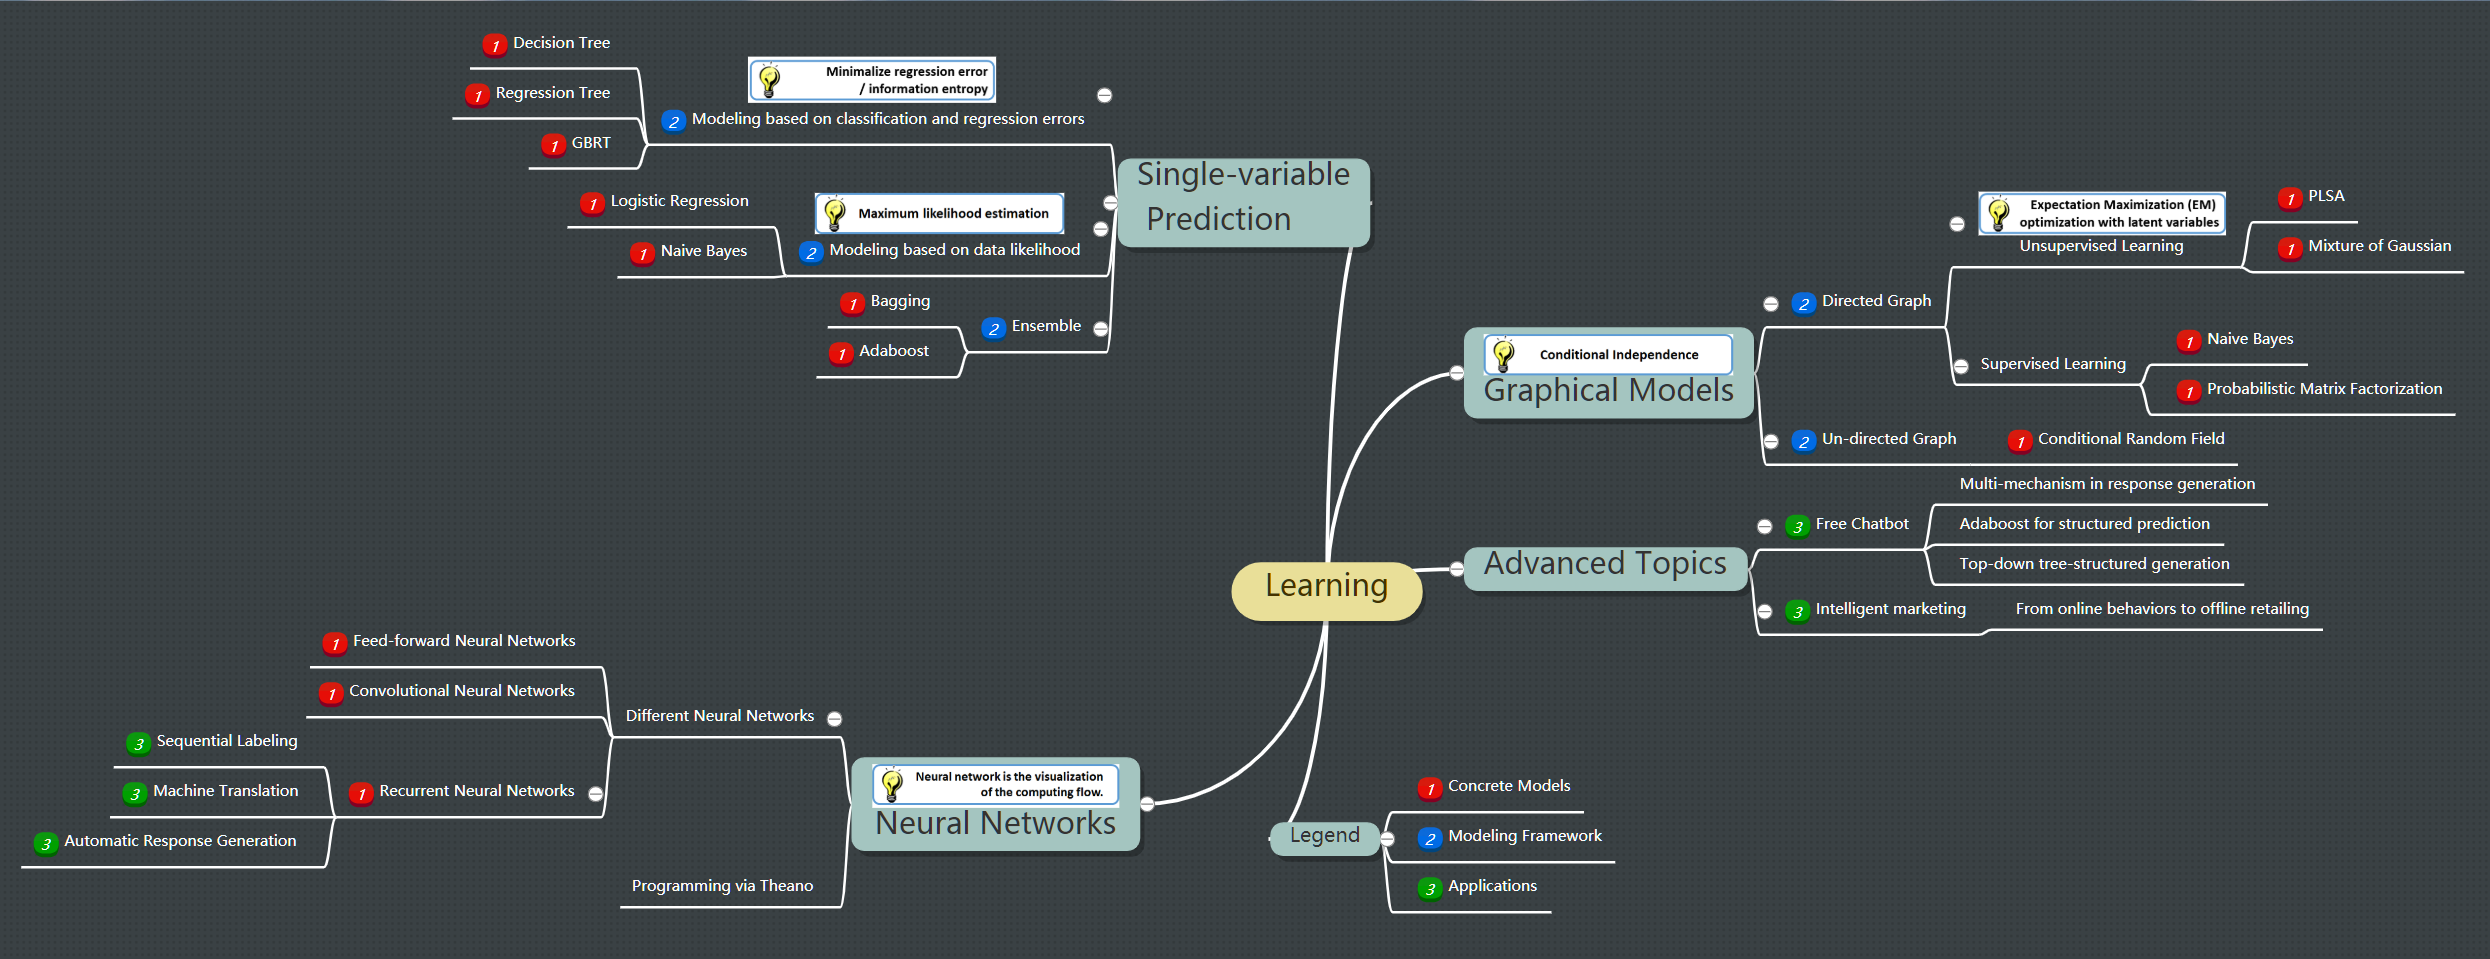 1 Decision Tree
1 Regression Tree
1 GBRT
Minimalize regression error
/ information entropy
2 Modeling based on classification and regression errors
Single-variable
Prediction
1 Logistic Regression
1 Naive Bayes
Maximum likelihood estimation
2 Modeling based on data likelihood
1 Bagging
1 Adaboost
2 Ensemble
Conditional Independence
Graphical Models
2 Directed Graph
Expectation Maximization (EM)
optimization with latent variables
Unsupervised Learning
1 PLSA
1 Mixture of Gaussian
Supervised Learning
1 Naive Bayes
1 Probabilistic Matrix Factorization
2 Un-directed Graph
1 Conditional Random Field
Learning
Advanced Topics
3 Free Chatbot
Multi-mechanism in response generation
Adaboost for structured prediction
Top-down tree-structured generation
3 Intelligent marketing
From online behaviors to offline retailing
1 Feed-forward Neural Networks
1 Convolutional Neural Networks
Different Neural Networks
3 Sequential Labeling
3 Machine Translation
3 Automatic Response Generation
1 Recurrent Neural Networks
Neural network is the visualization
of the computing flow.
Neural Networks
Programming via Theano
Legend
1 Concrete Models
2 Modeling Framework
3 Applications